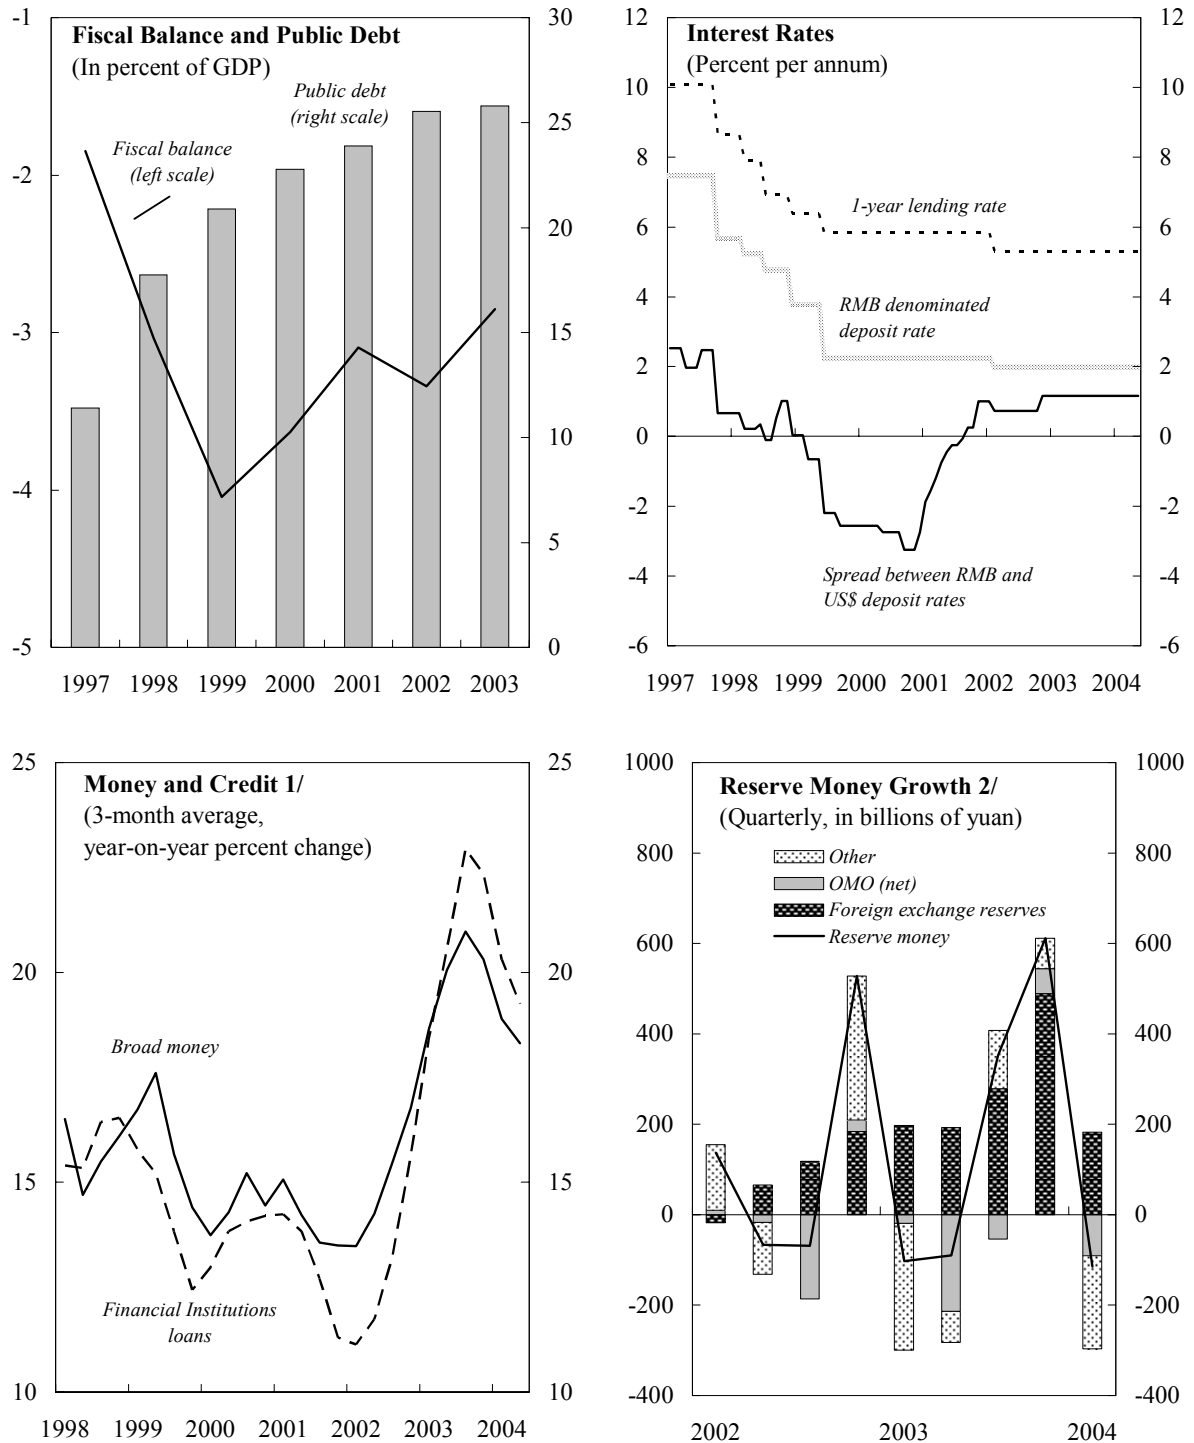 Fiscal Balance and Public Debt
(In percent of GDP)
Public debt
(right scale)
Fiscal balance
(left scale)
-1
-2
-3
-4
-5
30
25
20
15
10
5
0
1997 1998 1999 2000 2001 2002 2003
Interest Rates
(Percent per annum)
1-year lending rate
RMB denominated
deposit rate
Spread between RMB and
US$ deposit rates
12
10
8
6
4
2
0
-2
-4
-6
12
10
8
6
4
2
0
-2
-4
-6
1997 1998 1999 2000 2001 2002 2003 2004
Money and Credit 1/
(3-month average,
year-on-year percent change)
Broad money
Financial Institutions
loans
25
20
15
10
25
20
15
10
1998 1999 2000 2001 2002 2003 2004
Reserve Money Growth 2/
(Quarterly, in billions of yuan)
Other
OMO (net)
Foreign exchange reserves
Reserve money
1000
800
600
400
200
0
-200
-400
1000
800
600
400
200
0
-200
-400
2002 2003 2004